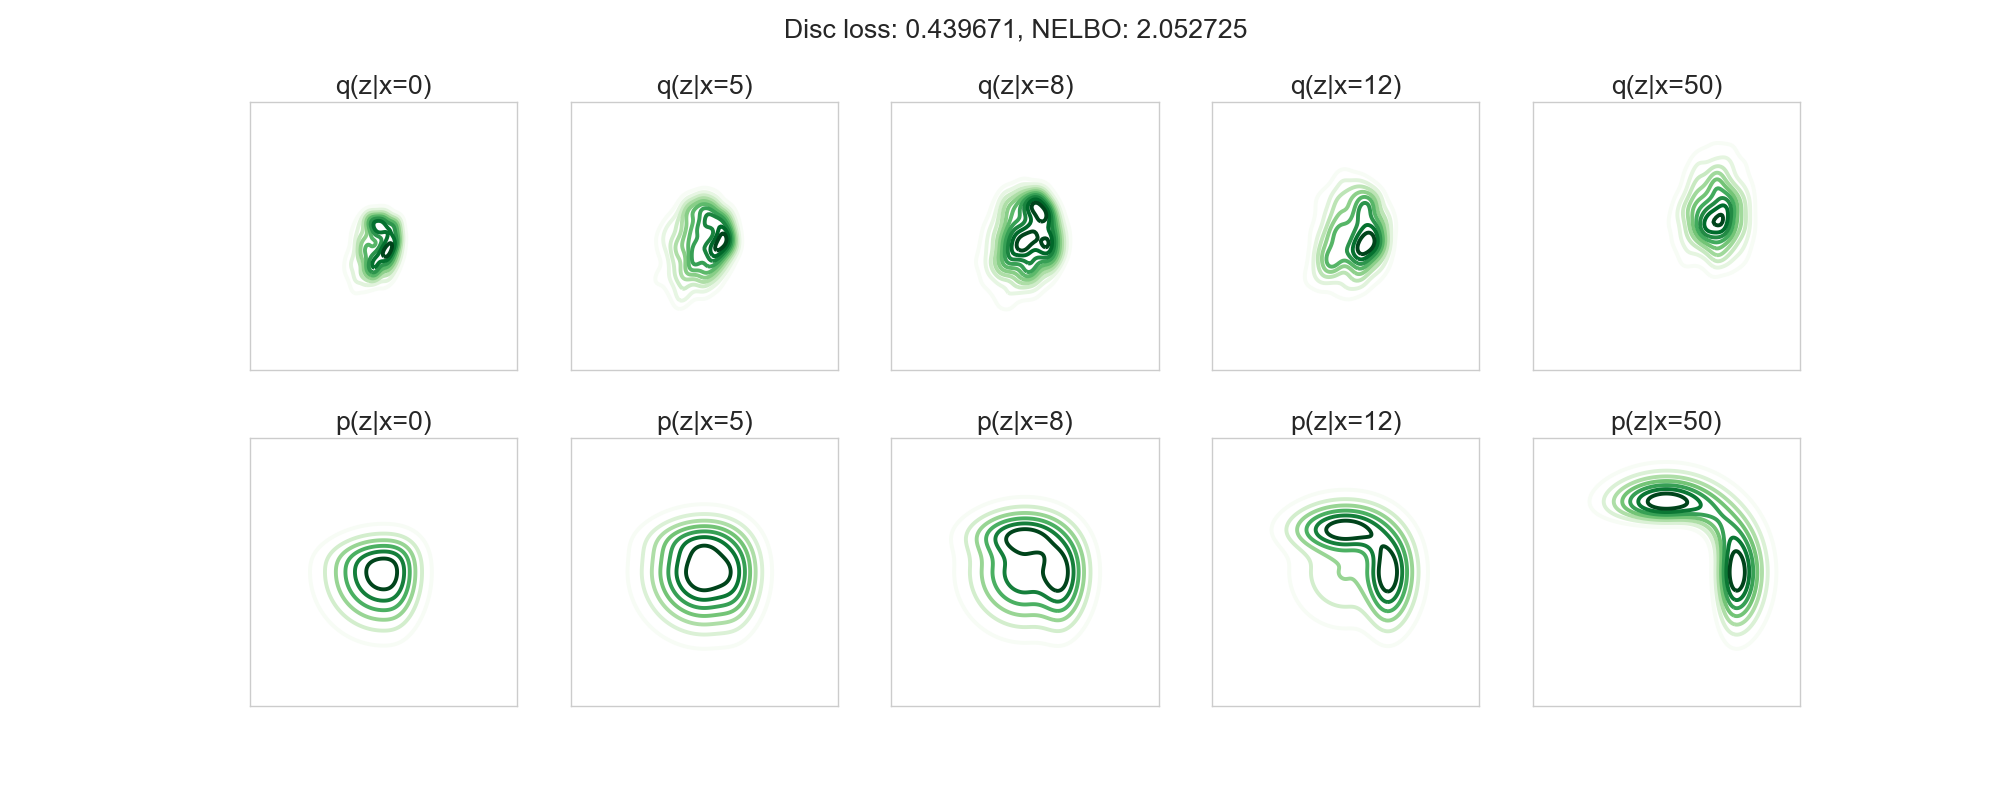 Disc loss: 0.439671, NELBO: 2.052725
q(z|x=0) q(z|x=5) q(z|x=8) q(z|x=12) q(z|x=50)
p(z|x=0) p(z|x=5) p(z|x=8) p(z|x=12) p(z|x=50)